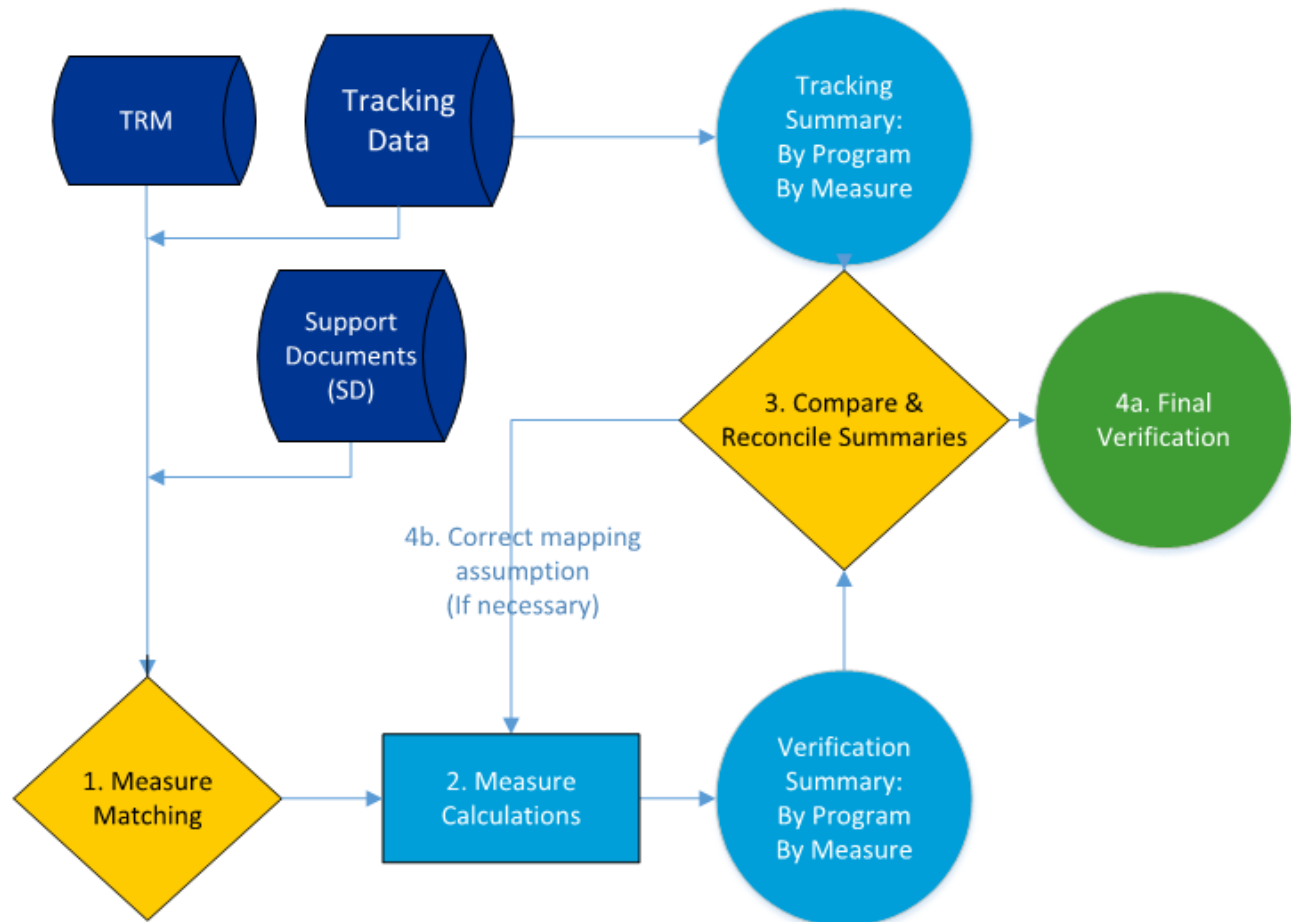 TRM
Tracking
Data
Tracking
Summary:
By Program
By Measure
Support
Documents
(SD)
3. Compare &
Reconcile Summaries
4a. Final
Verification
4b. Correct mapping
assumption
(If necessary)
1. Measure
Matching
2. Measure
Calculations
Verification
Summary:
By Program
By Measure